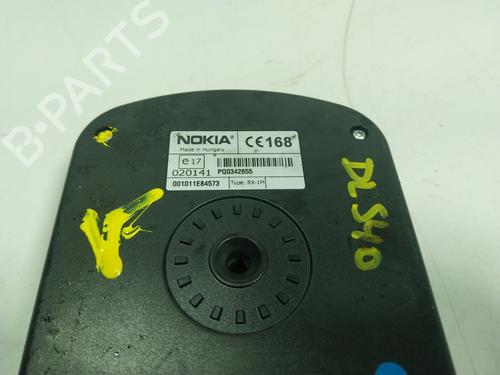 B-PARTS
NOKIA CE168
Made in Hungary
e17
020141 PQ0342655
001011E84573 Type: RX-1M
DL540